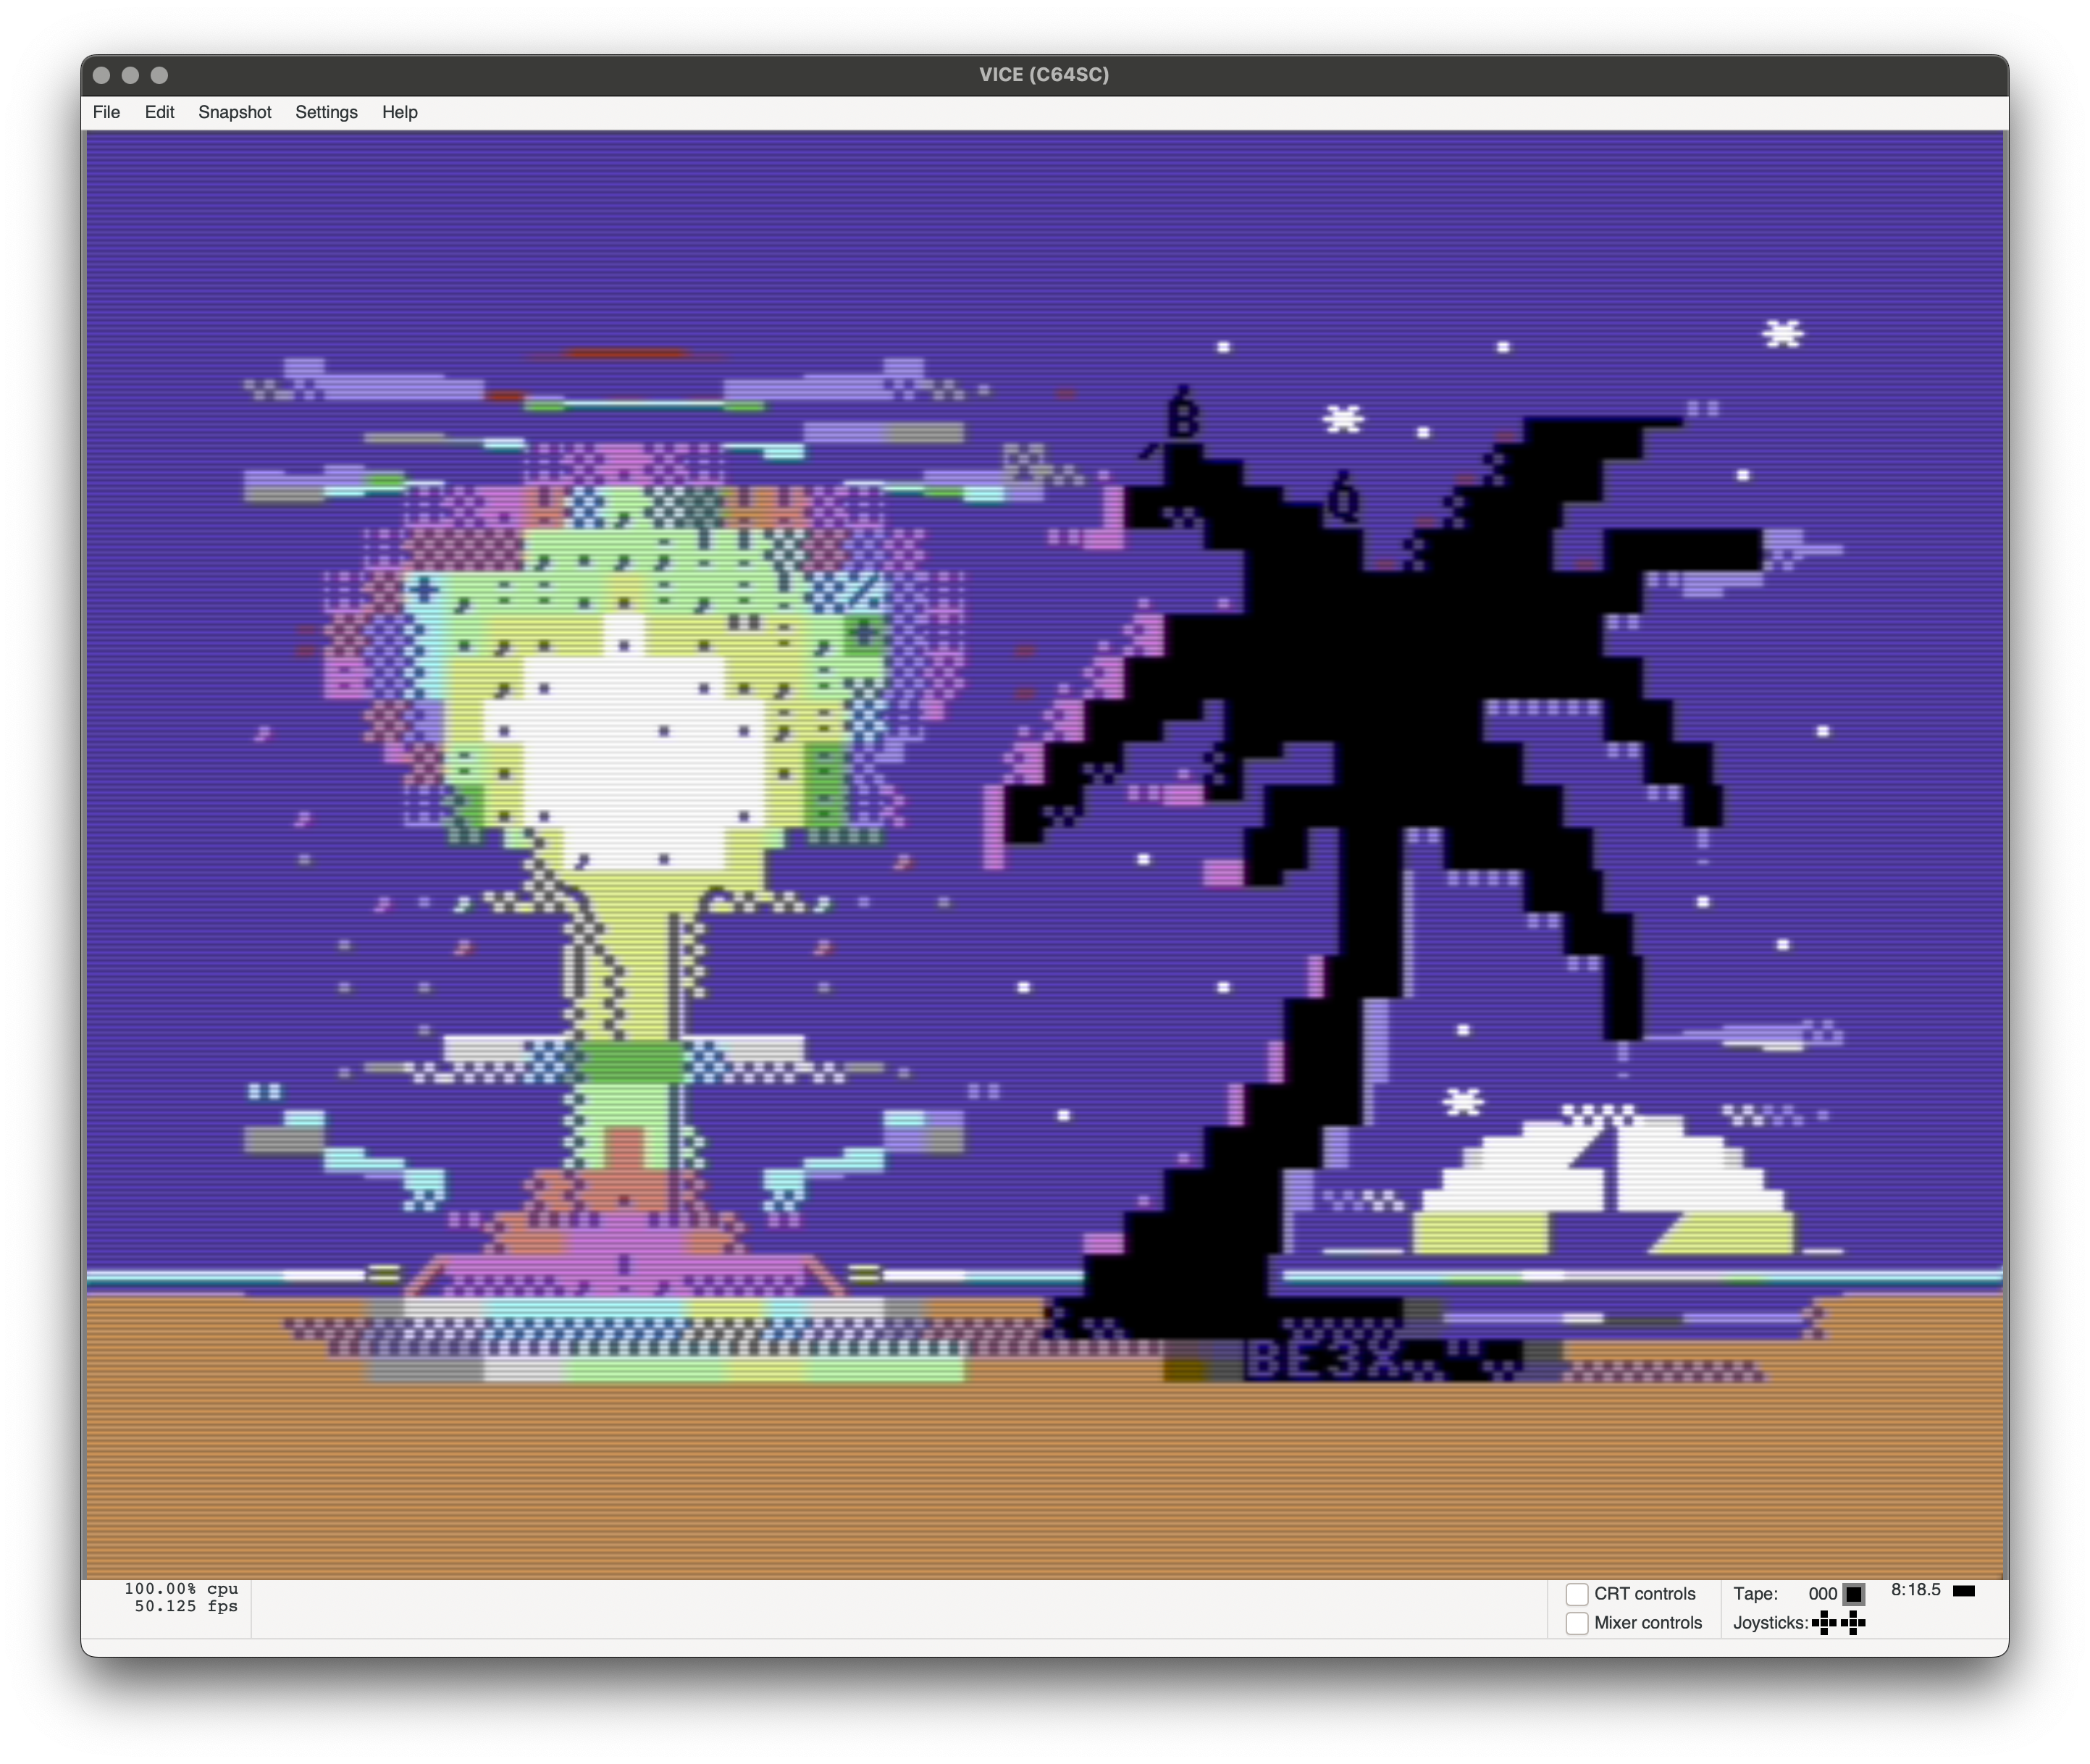 VICE (C64SC)
File Edit Snapshot Settings Help
B
Q
BE3X
100.00% cpu
50.125 fps
CRT controls
Mixer controls
Tape: 000
Joysticks:
8:18.5